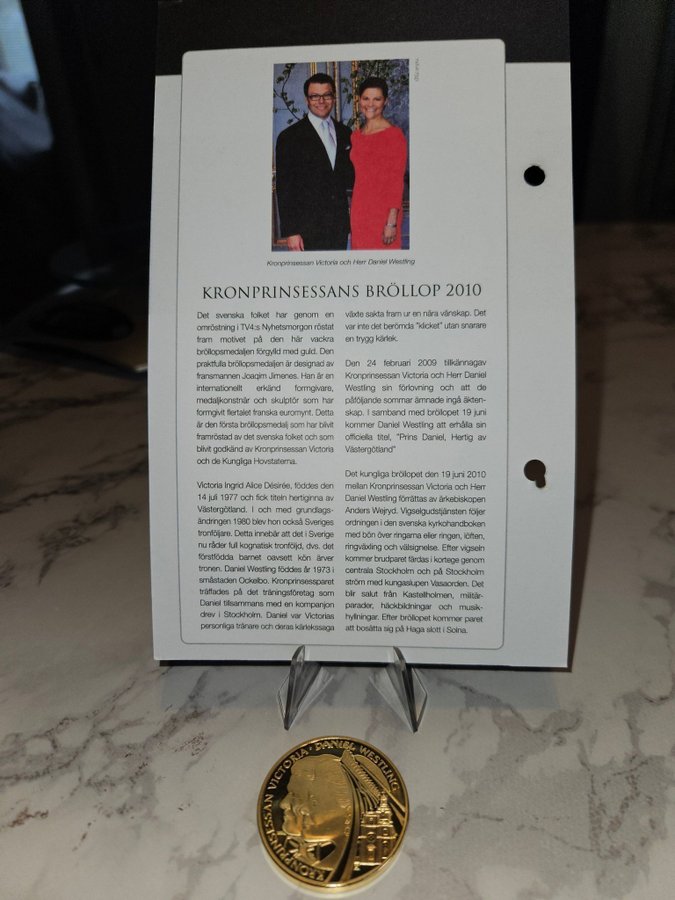 Kronprinsessan Victoria och Herr Daniel Westling
KRONPRINSESSANS BRÖLLOP 2010
Det svenska folket har genom en
omröstning i TV4:s Nyhetsmorgon röstat
fram motivet på den här vackra
bröllopsmedaljen förgylld med guld. Den
praktfulla bröllopsmedaljen är designad av
fransmannen Joaqim Jimenes. Han är en
internationellt erkänd formgivare,
medaljkonstnär och skulptör som har
formgivit flertalet franska euromynt. Detta
är den första bröllopsmedalj som har blivit
framröstad av det svenska folket och som
blivit godkänd av Kronprinsessan Victoria
och de Kungliga Hovstaterna.
Victoria Ingrid Alice Désirée, föddes den
14 juli 1977 och fick titeln hertiginna av
Västergötland. I och med grundlags-
ändringen 1980 blev hon också Sveriges
tronföljare. Detta innebär att det i Sverige
nu råder full kognatisk tronföljd, dvs. det
förstfödda barnet oavsett kön ärver
tronen. Daniel Westling föddes år 1973 i
småstaden Ockelbo. Kronprinsessparet
träffades på det träningsföretag som
Daniel tillsammans med en kompanjon
drev i Stockholm. Daniel var Victorias
personliga tränare och deras kärlekssaga
växte sakta fram ur en nära vänskap. Det
var inte det berömda "klicket" utan snarare
en trygg kärlek.
Den 24 februari 2009 tillkännagav
Kronprinsessan Victoria och Herr Daniel
Westling sin förlovning och att de
påföljande sommar ämnade ingå äkten-
skap. I samband med bröllopet 19 juni
kommer Daniel Westling att erhålla sin
officiella titel, "Prins Daniel, Hertig av
Västergötland"
Det kungliga bröllopet den 19 juni 2010
mellan Kronprinsessan Victoria och Herr
Daniel Westling förrättas av ärkebiskopen
Anders Wejryd. Vigselgudstjänsten följer
ordningen i den svenska kyrkohandboken
med bön över ringarna eller ringen, löften,
ringväxling och välsignelse. Efter vigseln
kommer brudparet färdas i kortege genom
centrala Stockholm och på Stockholm
ström med kungaslupen Vasaorden. Det
blir salut från Kastellholmen, militär-
parader, häckbildningar och musik-
hyllningar. Efter bröllopet kommer paret
att bosätta sig på Haga slott i Solna.
KRONPRINSESSAN VICTORIA · DANIEL WESTLING